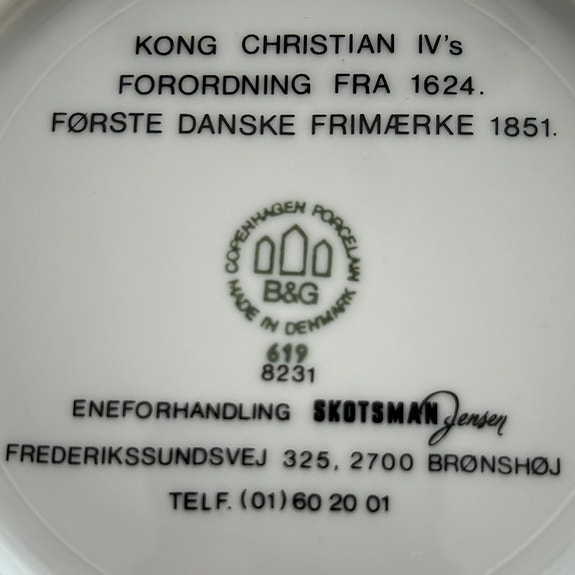 KONG CHRISTIAN IV's
FORORDNING FRA 1624.
FØRSTE DANSKE FRIMÆRKE 1851.
COPENHAGEN PORCELAIN
B&G
MADE IN DENMARK
619
8231
ENEFORHANDLING SKOTSMAN Jensen
FREDERIKSSUNDSVEJ 325, 2700 BRØNSHØJ
TELF. (01) 60 20 01